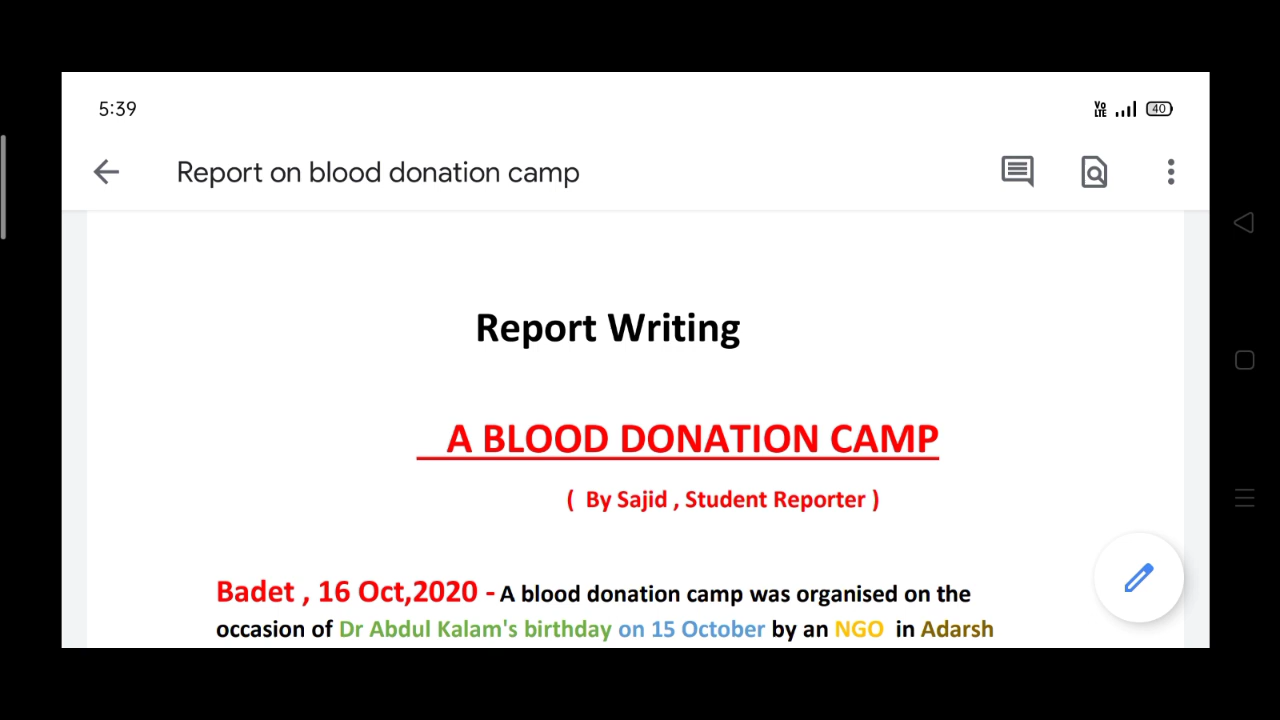 5:39
Vo LTE 40
Report on blood donation camp
Report Writing
A BLOOD DONATION CAMP
( By Sajid , Student Reporter )
Badet , 16 Oct,2020 - A blood donation camp was organised on the
occasion of Dr Abdul Kalam's birthday on 15 October by an NGO in Adarsh